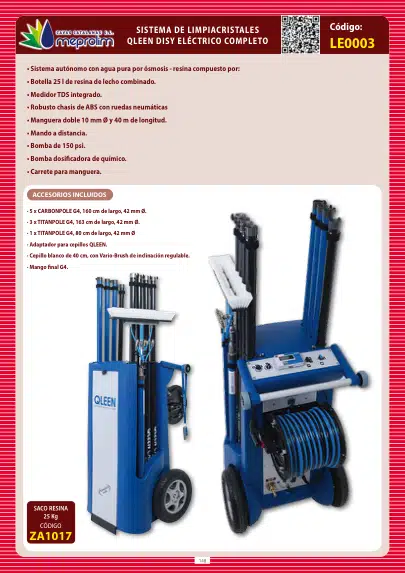 CUVAS CATALANAS S.L.
meprolim
SISTEMA DE LIMPIACRISTALES
QLEEN DISY ELÉCTRICO COMPLETO
Código:
LE0003
• Sistema autónomo con agua pura por ósmosis - resina compuesto por:
• Botella 25 l de resina de lecho combinado.
• Medidor TDS integrado.
• Robusto chasis de ABS con ruedas neumáticas
• Manguera doble 10 mm Ø y 40 m de longitud.
• Mando a distancia.
• Bomba de 150 psi.
• Bomba dosificadora de químico.
• Carrete para manguera.
ACCESORIOS INCLUIDOS
· 5 x CARBONPOLE G4, 160 cm de largo, 42 mm Ø.
· 3 x TITANPOLE G4, 163 cm de largo, 42 mm Ø.
· 1 x TITANPOLE G4, 80 cm de largo, 42 mm Ø
· Adaptador para cepillos QLEEN.
· Cepillo blanco de 40 cm, con Vario-Brush de inclinación regulable.
· Mango final G4.
QLEEN
SACO RESINA
25 Kg
CÓDIGO
ZA1017
148